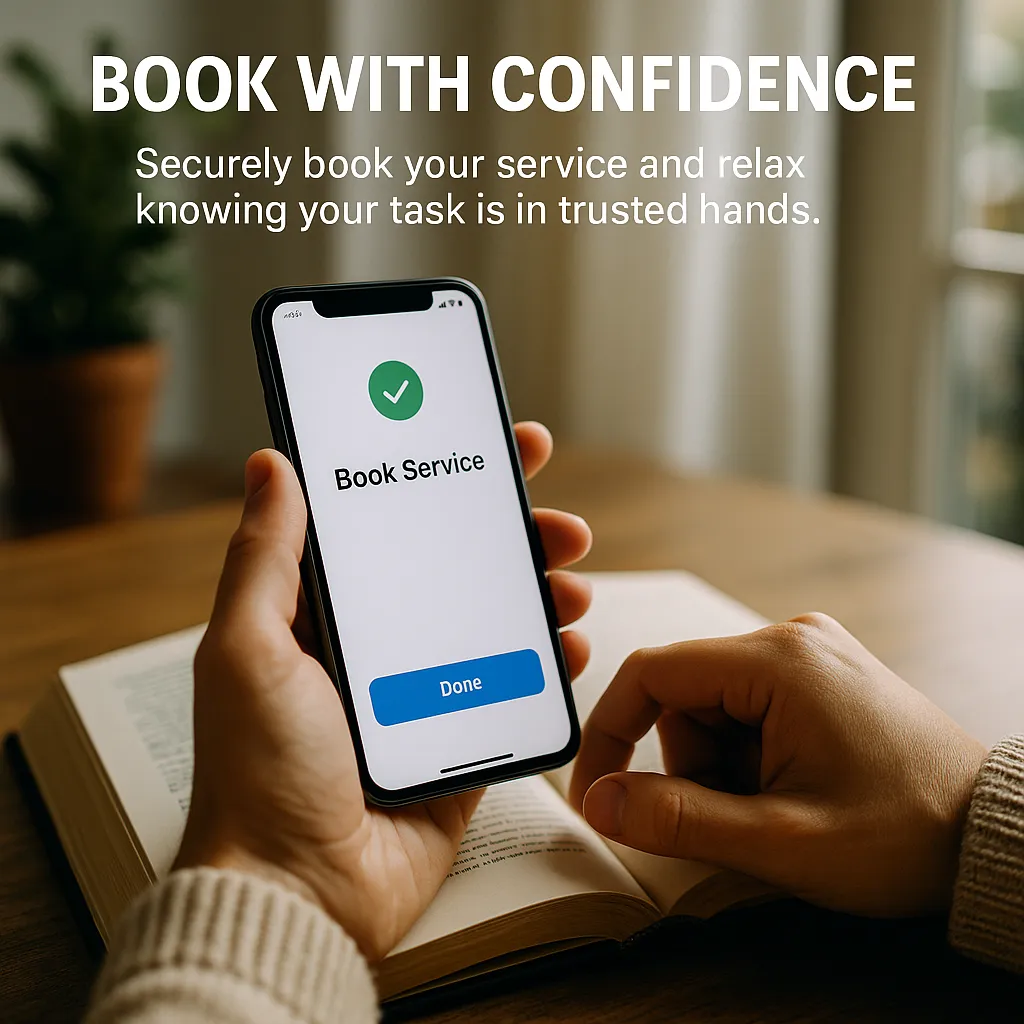 BOOK WITH CONFIDENCE
Securely book your service and relax
knowing your task is in trusted hands.
Book Service
Done